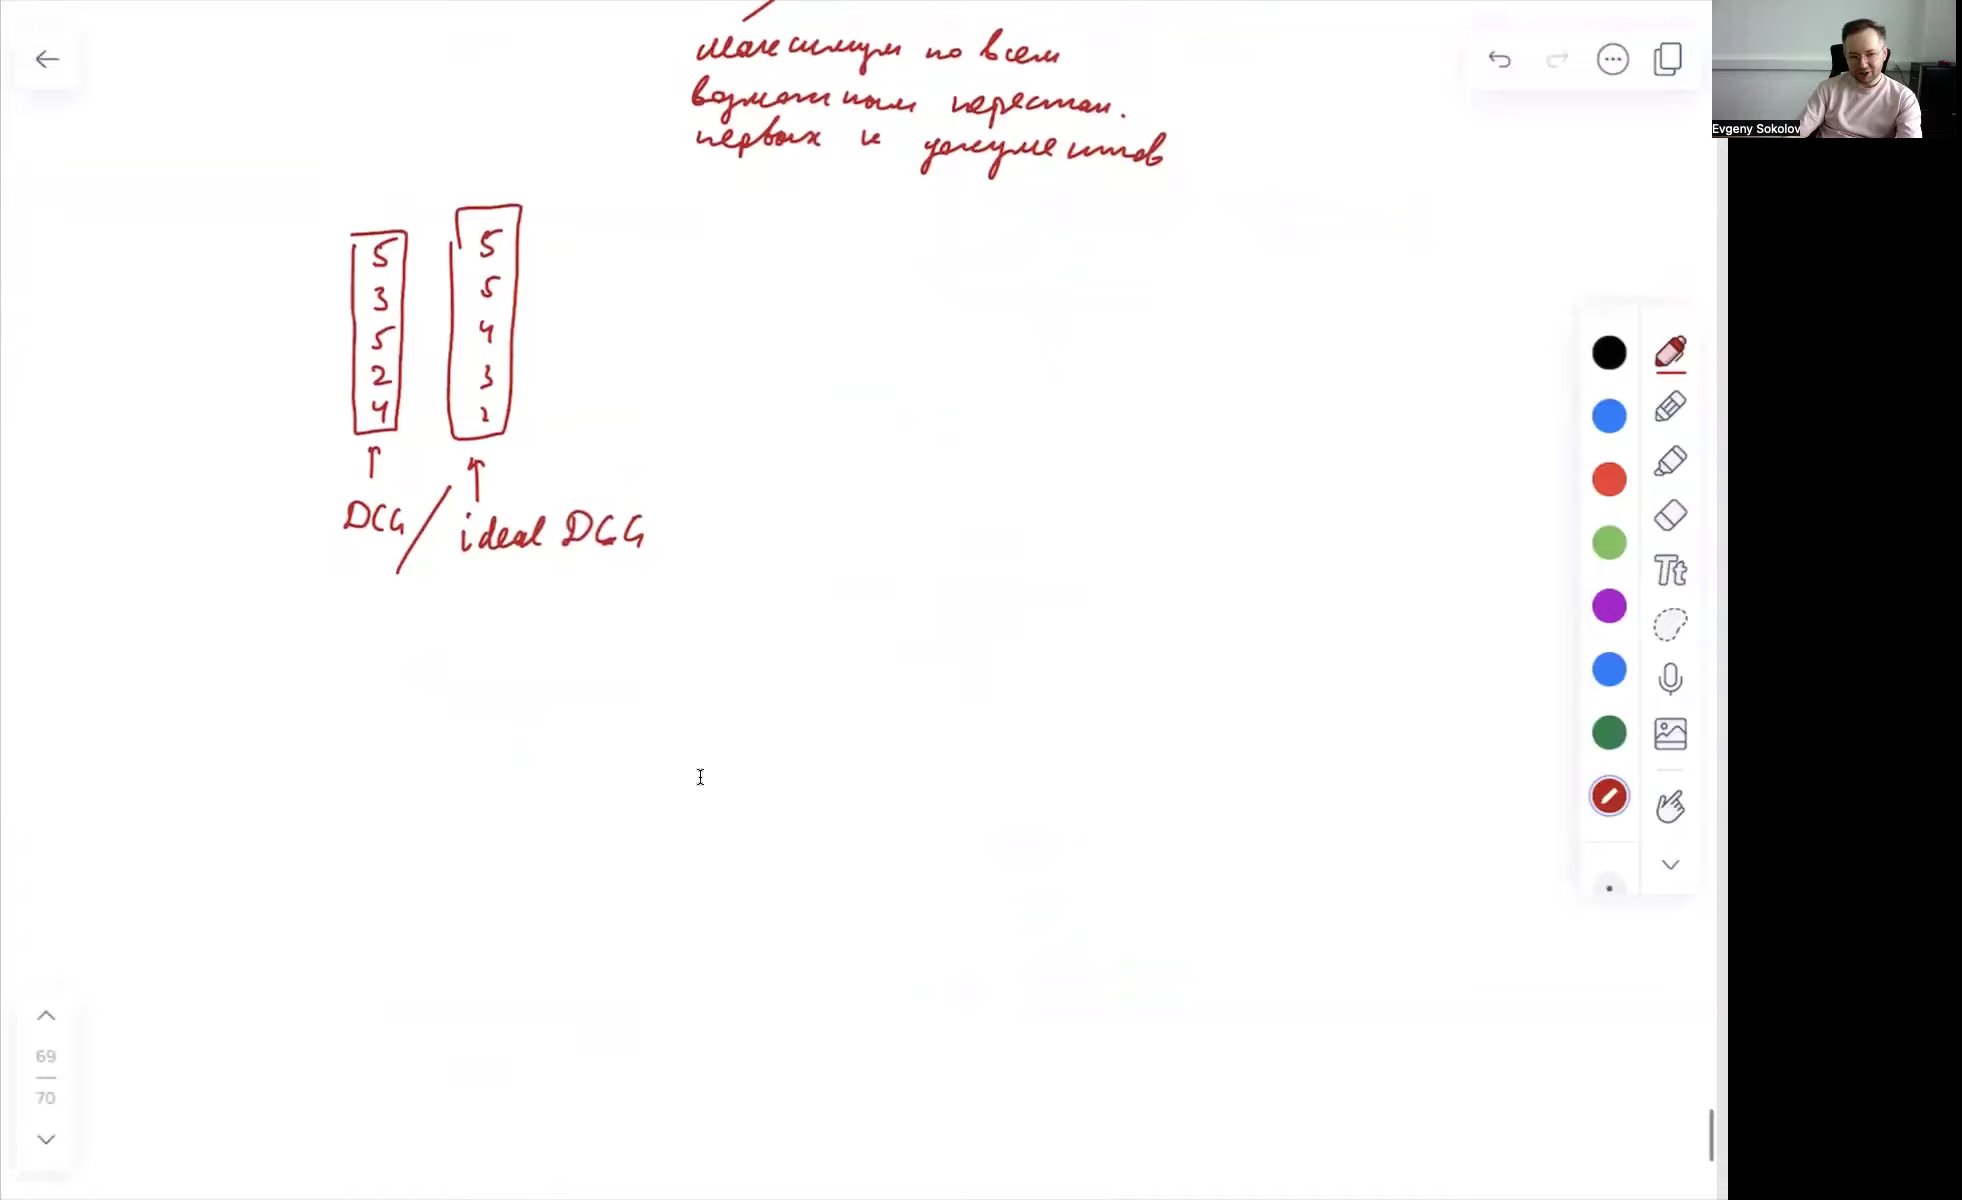 максимум по всем
возможным перестан.
первых k документов
5
3
5
2
4
5
5
4
3
2
DCG / ideal DCG
Evgeny Sokolov
Tt
69
70